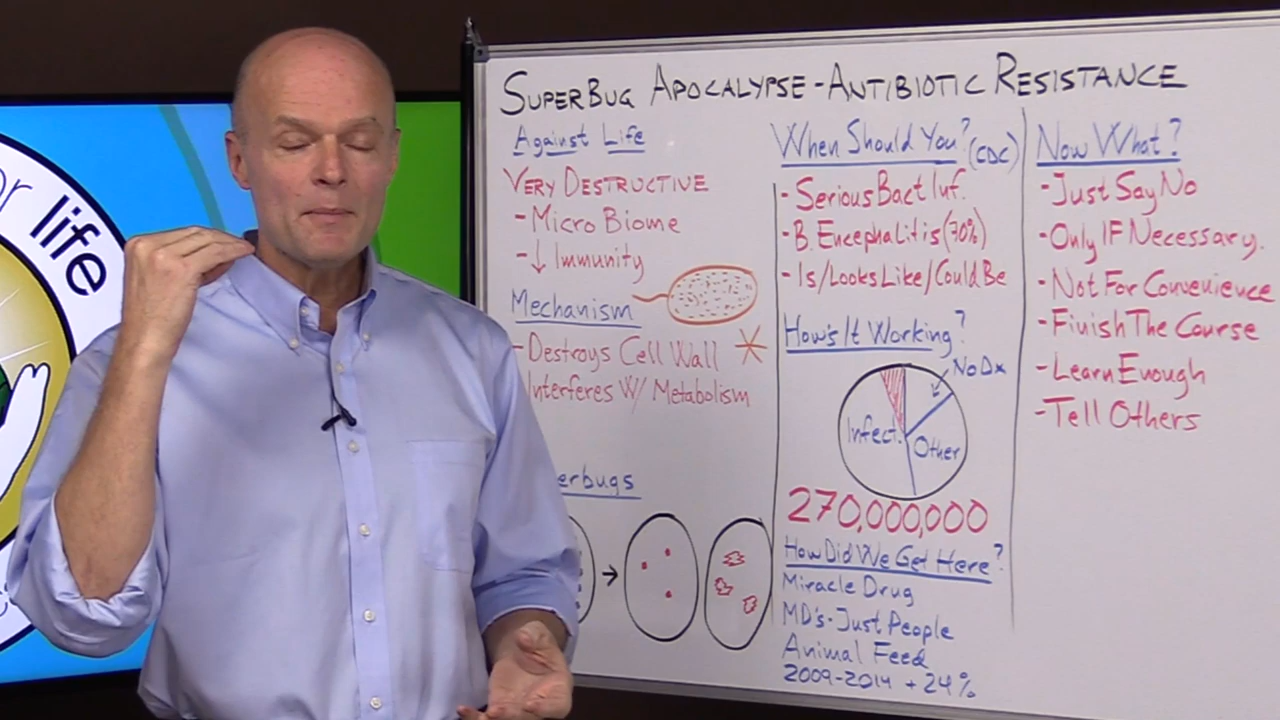 SUPERBUG APOCALYPSE - ANTIBIOTIC RESISTANCE
Against Life
VERY DESTRUCTIVE
- Micro Biome
- ↓ Immunity
Mechanism
- Destroys Cell Wall
Interferes W/ Metabolism
erbugs
When Should You? (CDC)
- Serious Bact Inf.
- B. Encephalitis (70%)
- Is/Looks Like/Could Be
How's It Working?
No Dx
Infect.
Other
270,000,000
How Did We Get Here?
Miracle Drug
MD's - Just People
Animal Feed
2009-2014 + 24%
Now What?
- Just Say No
- Only IF Necessary.
- Not For Convenience
- Finish The Course
- Learn Enough
- Tell Others
or life